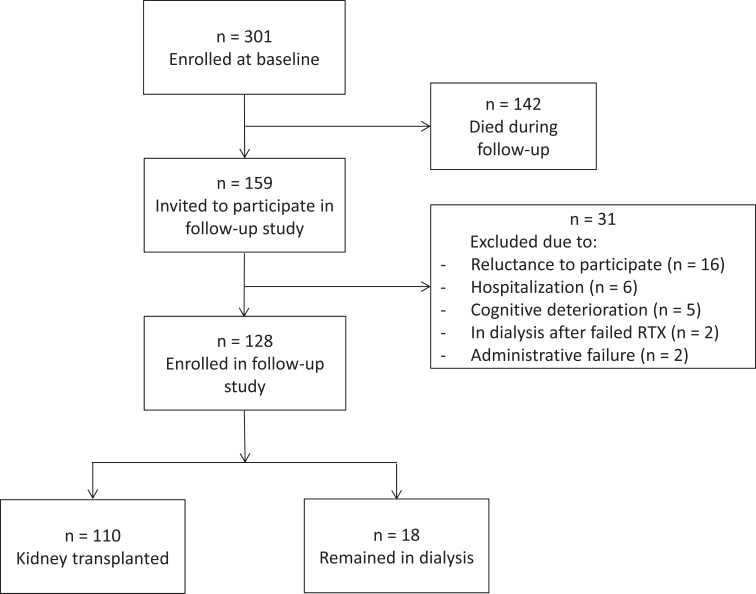 n = 301
Enrolled at baseline
n = 142
Died during
follow-up
n = 159
Invited to participate in
follow-up study
n = 31
Excluded due to:
- Reluctance to participate (n = 16)
- Hospitalization (n = 6)
- Cognitive deterioration (n = 5)
- In dialysis after failed RTX (n = 2)
- Administrative failure (n = 2)
n = 128
Enrolled in follow-up
study
n = 110
Kidney transplanted
n = 18
Remained in dialysis